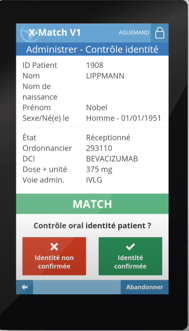 X-Match V1 AGUEMARD
Administrer - Contrôle identité
ID Patient 1908
Nom LIPPMANN
Nom de
naissance
Prénom Nobel
Sexe/Né(e) le Homme - 01/01/1951
État Réceptionné
Ordonnancier 293110
DCI BEVACIZUMAB
Dose + unité 375 mg
Voie admin. IVLG
MATCH
Contrôle oral identité patient ?
Identité non Identité
confirmée confirmée
Abandonner